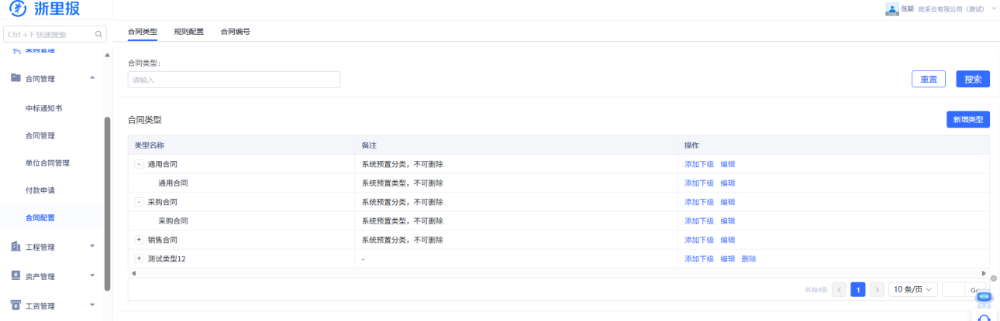 浙里报
张颖 政采云有限公司（测试）
Ctrl + F 快速搜索
合同类型 规则配置 合同编号
采购管理
合同类型：
合同管理
请输入
重置 搜索
中标通知书
合同类型
新增类型
合同管理
类型名称 备注 操作
单位合同管理
- 通用合同 系统预置分类，不可删除 添加下级 编辑
通用合同 系统预置类型，不可删除 添加下级 编辑
付款申请
- 采购合同 系统预置分类，不可删除 添加下级 编辑
合同配置
采购合同 系统预置类型，不可删除 添加下级 编辑
+ 销售合同 系统预置分类，不可删除 添加下级 编辑
工程管理
+ 测试类型12 - 添加下级 编辑 删除
资产管理
共有4条 < 1 > 10 条/页
工资管理